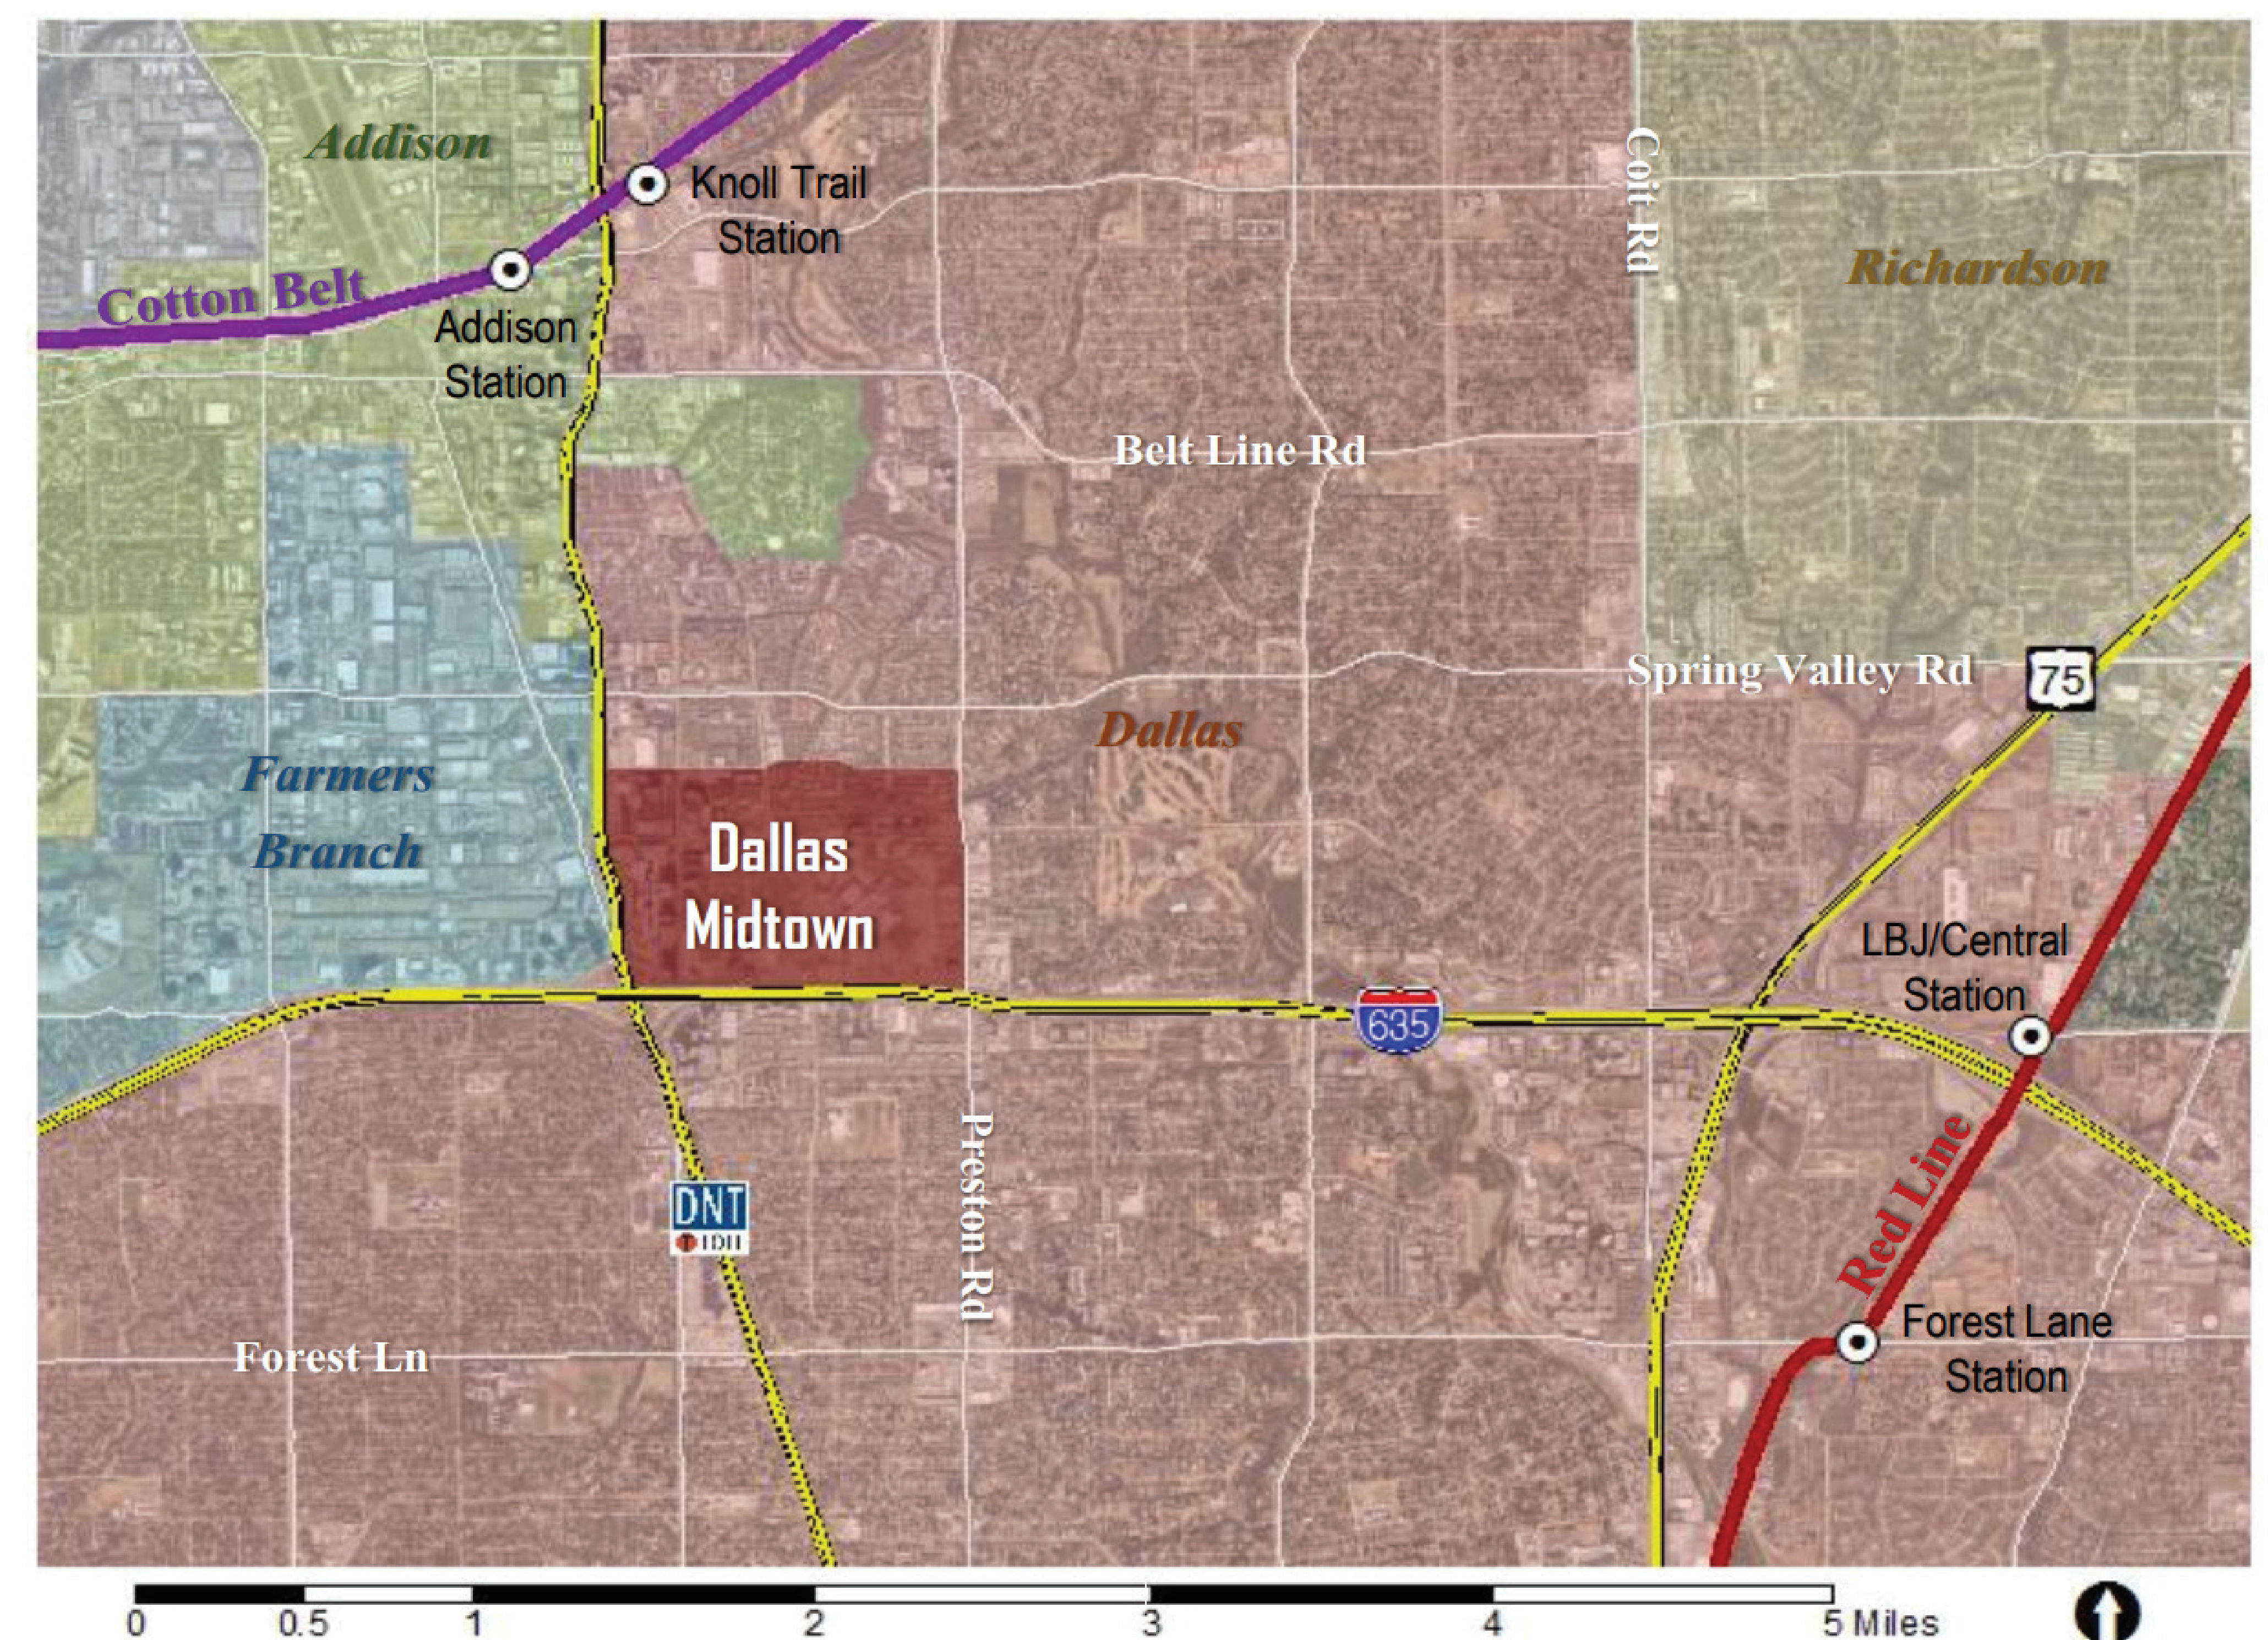 Addison
Knoll Trail
Station
Coit Rd
Richardson
Cotton Belt
Addison
Station
Belt Line Rd
Spring Valley Rd
75
Dallas
Farmers
Branch
Dallas
Midtown
LBJ/Central
Station
635
Preston Rd
Red Line
DNT
Forest Lane
Station
Forest Ln
0 0.5 1 2 3 4 5 Miles